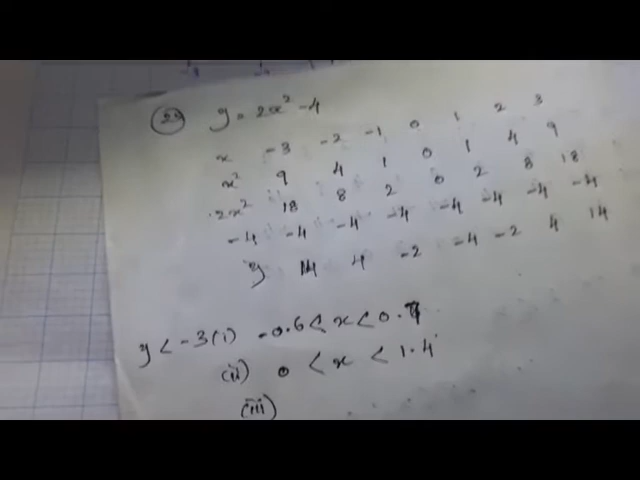 y = 2x² - 4
x -3 -2 -1 0 1 2 3
x² 9 4 1 0 1 4 9
2x² 18 8 2 0 2 8 18
-4 -4 -4 -4 -4 -4 -4 -4
y 14 4 -2 -4 -2 4 14
y < -3 (i) -0.6 < x < 0.7
(ii) 0 < x < 1.4
(iii)